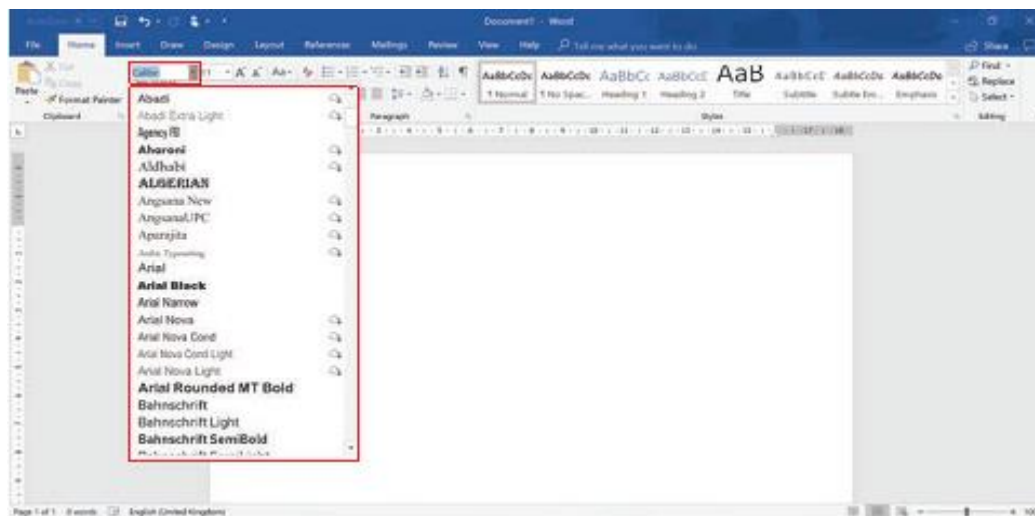 Document1 - Word
File Home Insert Draw Design Layout References Mailings Review View Help Tell me what you want to do Share
Cut
Copy
Paste Format Painter
Calibri 11 Aa
AaBbCcDc AaBbCcDc AaBbCc AaBbCcE AaB AaBbCcE AaBbCcDc AaBbCcDc
¶ Normal ¶ No Spac... Heading 1 Heading 2 Title Subtitle Subtle Em... Emphasis
Find
Replace
Select
Clipboard Paragraph Styles Editing
Abadi
Abadi Extra Light
Agency FB
Aharoni
Aldhabi
ALGERIAN
Angsana New
AngsanaUPC
Aparajita
Arabic Typesetting
Arial
Arial Black
Arial Narrow
Arial Nova
Arial Nova Cond
Arial Nova Cond Light
Arial Nova Light
Arial Rounded MT Bold
Bahnschrift
Bahnschrift Light
Bahnschrift SemiBold
Page 1 of 1 0 words English (United Kingdom)